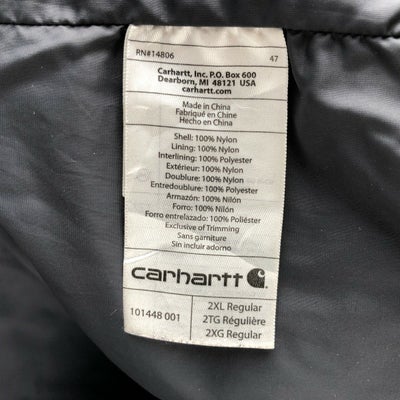 RN#14806 47
Carhartt, Inc. P.O. Box 600
Dearborn, MI 48121 USA
carhartt.com
Made in China
Fabriqué en Chine
Hecho en China
Shell: 100% Nylon
Lining: 100% Nylon
Interlining: 100% Polyester
Extérieur: 100% Nylon
Doublure: 100% Nylon
Entredoublure: 100% Polyester
Armazón: 100% Nilón
Forro: 100% Nilón
Forro entrelazado: 100% Poliéster
Exclusive of Trimming
Sans garniture
Sin incluir adorno
carhartt
101448 001
2XL Regular
2TG Régulière
2XG Regular